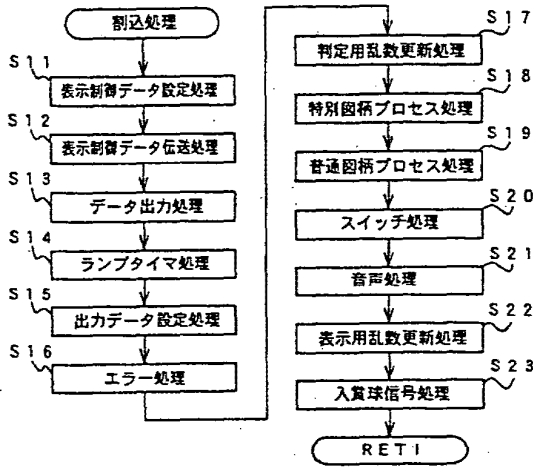 割込処理
S11
表示制御データ設定処理
S12
表示制御データ伝送処理
S13
データ出力処理
S14
ランプタイマ処理
S15
出力データ設定処理
S16
エラー処理
S17
判定用乱数更新処理
S18
特別図柄プロセス処理
S19
普通図柄プロセス処理
S20
スイッチ処理
S21
音声処理
S22
表示用乱数更新処理
S23
入賞球信号処理
RETI